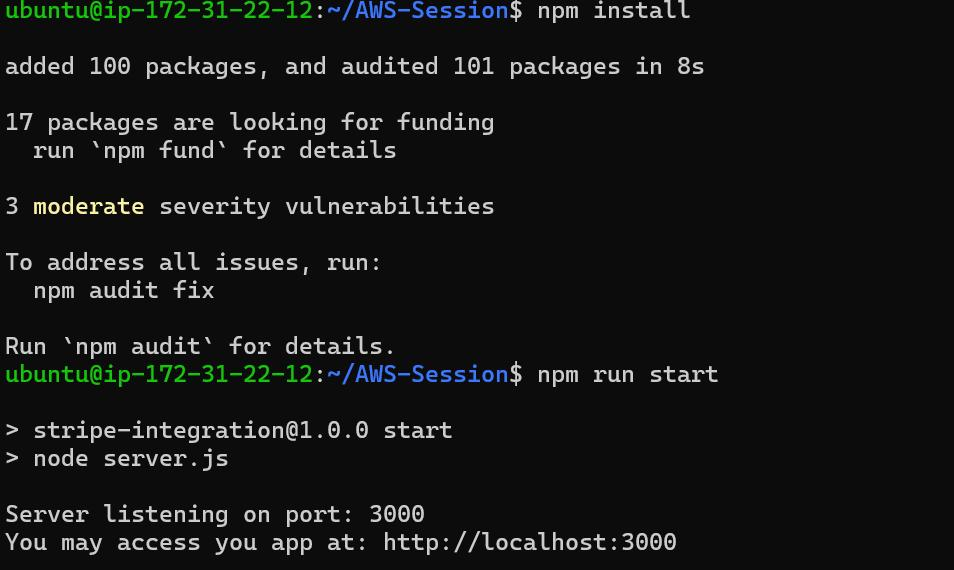 ubuntu@ip-172-31-22-12:~/AWS-Session$ npm install
added 100 packages, and audited 101 packages in 8s
17 packages are looking for funding
  run `npm fund` for details
3 moderate severity vulnerabilities
To address all issues, run:
  npm audit fix
Run `npm audit` for details.
ubuntu@ip-172-31-22-12:~/AWS-Session$ npm run start
> stripe-integration@1.0.0 start
> node server.js
Server listening on port: 3000
You may access you app at: http://localhost:3000